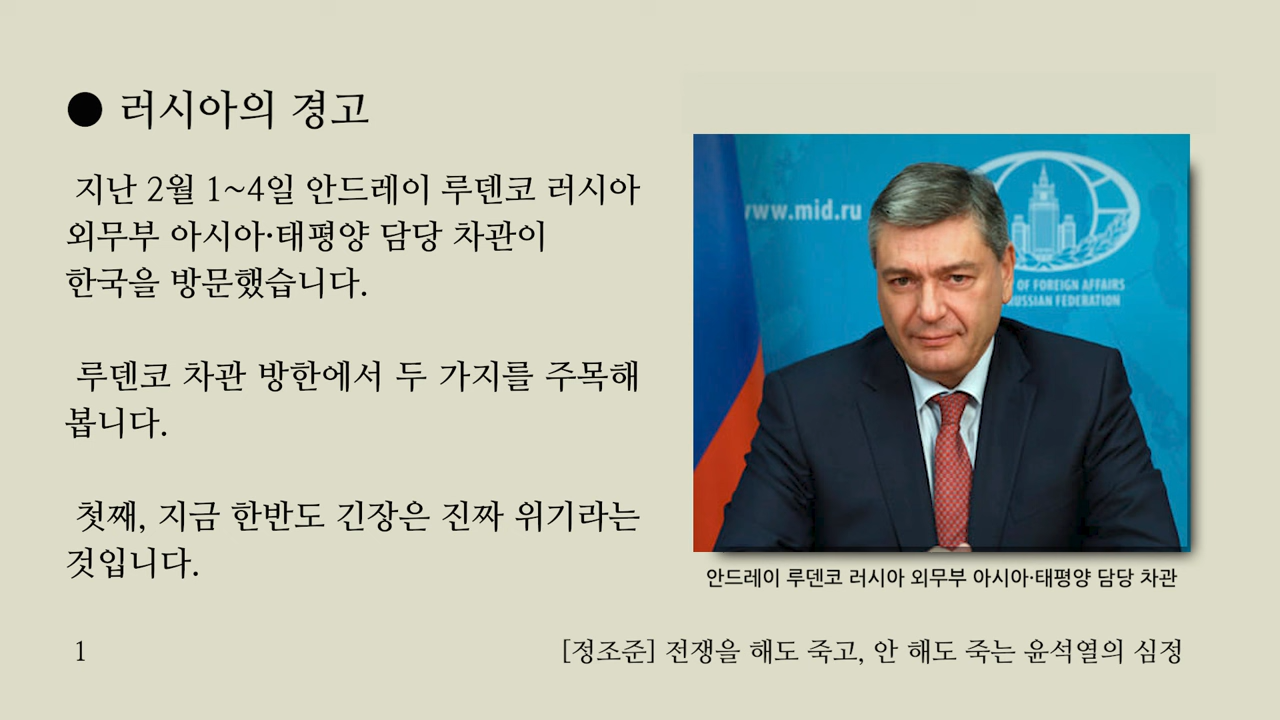 ● 러시아의 경고
지난 2월 1~4일 안드레이 루덴코 러시아
외무부 아시아·태평양 담당 차관이
한국을 방문했습니다.
루덴코 차관 방한에서 두 가지를 주목해
봅니다.
첫째, 지금 한반도 긴장은 진짜 위기라는
것입니다.
www.mid.ru
OF FOREIGN AFFAIRS
RUSSIAN FEDERATION
안드레이 루덴코 러시아 외무부 아시아·태평양 담당 차관
1
[정조준] 전쟁을 해도 죽고, 안 해도 죽는 윤석열의 심정